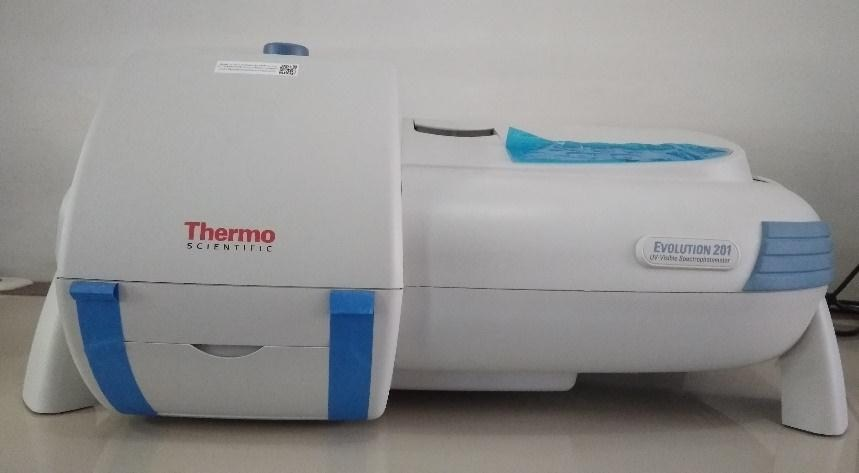 Thermo
SCIENTIFIC
EVOLUTION 201
UV-Visible Spectrophotometer